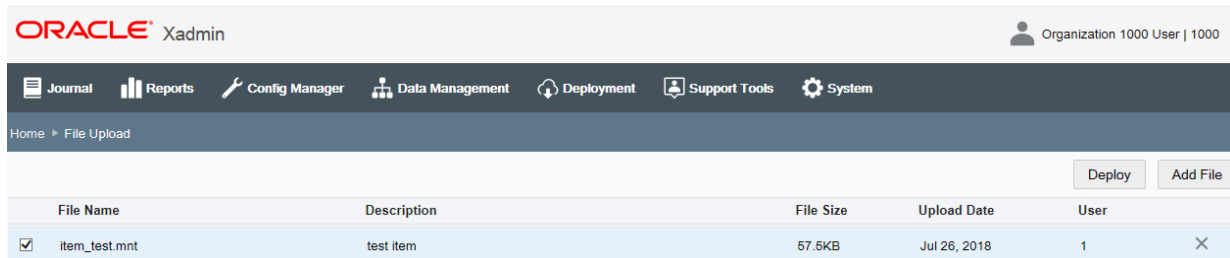 ORACLE Xadmin
Organization 1000 User | 1000
Journal Reports Config Manager Data Management Deployment Support Tools System
Home File Upload
Deploy Add File
File Name Description File Size Upload Date User
item_test.mnt test item 57.5KB Jul 26, 2018 1